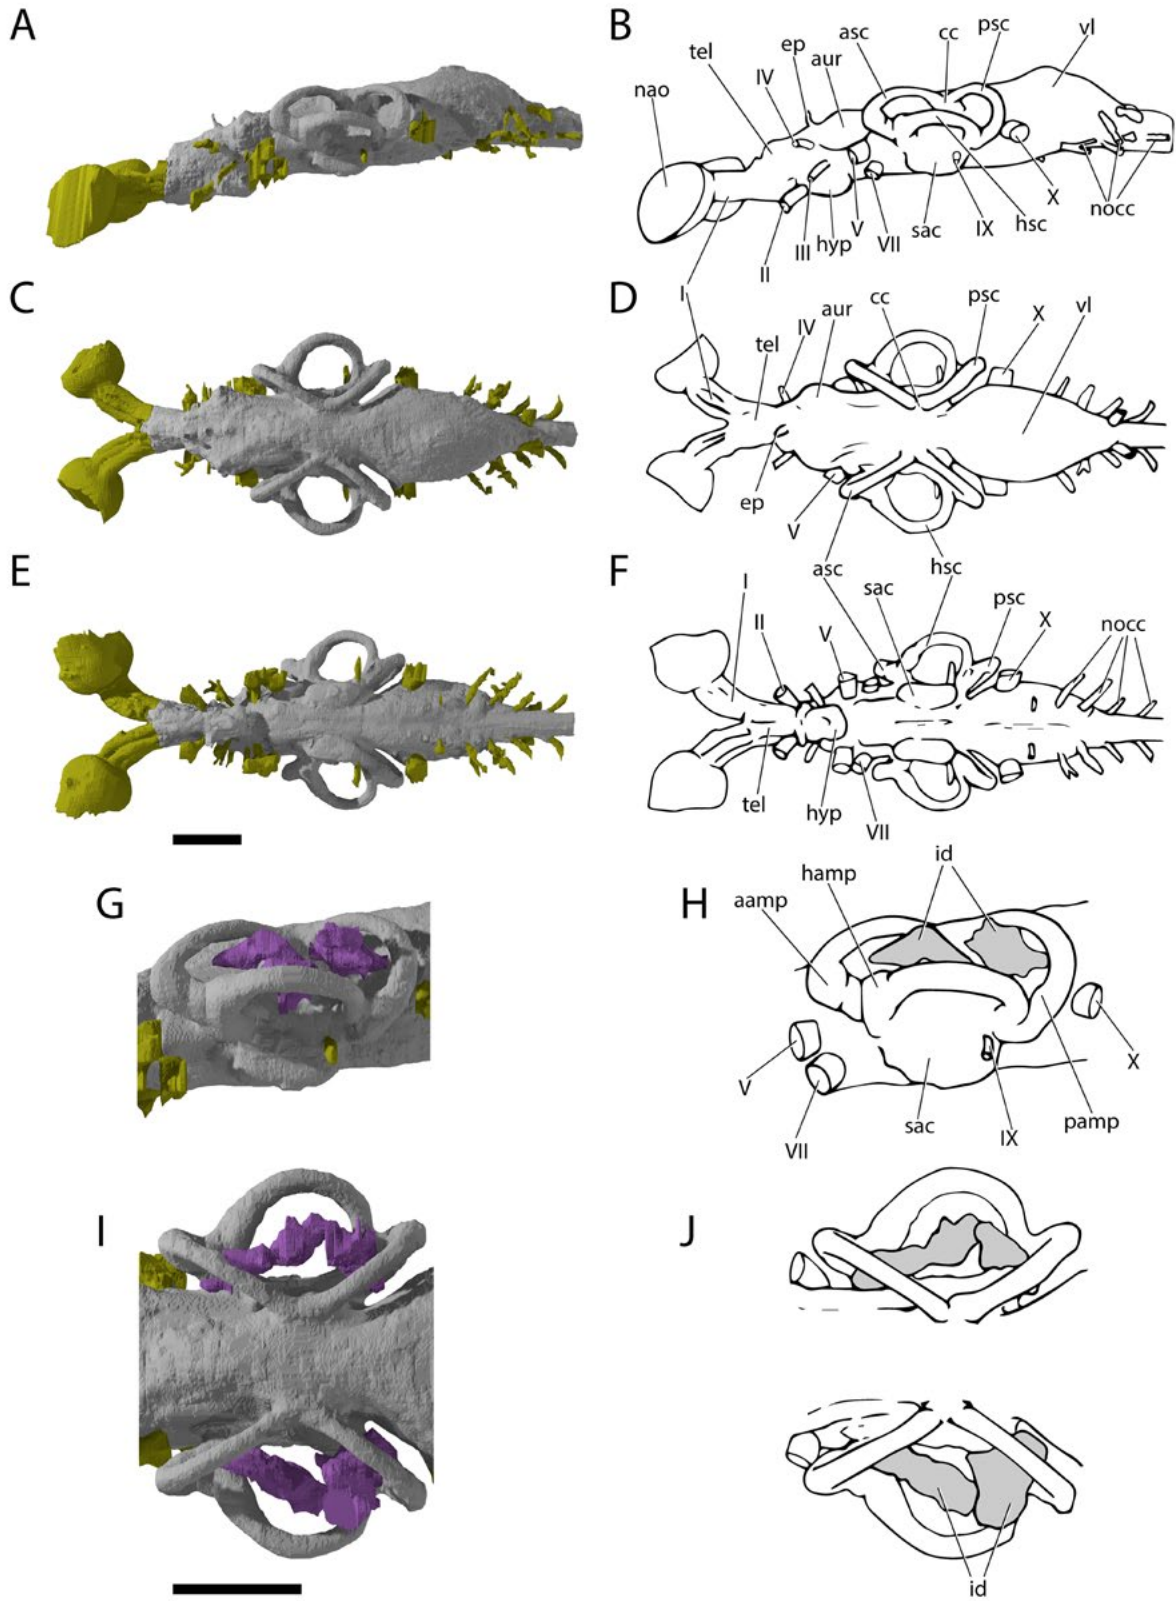 A
B
nao
tel
IV
ep
aur
asc
cc
psc
vl
I
II
III
hyp
V
VII
sac
IX
hsc
X
nocc
C
D
tel
IV
aur
cc
psc
X
vl
ep
V
asc
hsc
E
F
I
II
V
sac
psc
X
nocc
tel
hyp
VII
G
H
aamp
hamp
id
V
VII
sac
IX
pamp
X
I
J
id